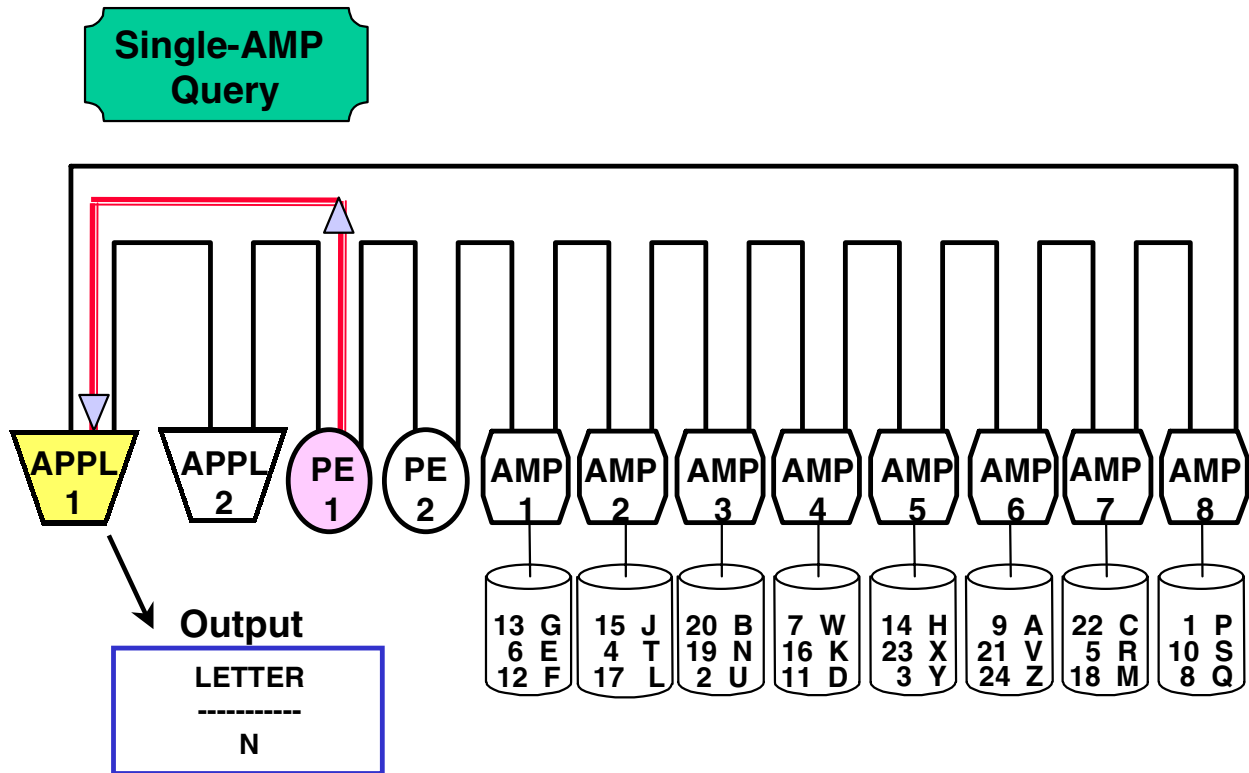 Single-AMP
Query
APPL
1
APPL
2
PE
1
PE
2
AMP
1
AMP
2
AMP
3
AMP
4
AMP
5
AMP
6
AMP
7
AMP
8
13 G
6 E
12 F
15 J
4 T
17 L
20 B
19 N
2 U
7 W
16 K
11 D
14 H
23 X
3 Y
9 A
21 V
24 Z
22 C
5 R
18 M
1 P
10 S
8 Q
Output
LETTER
-----------
N